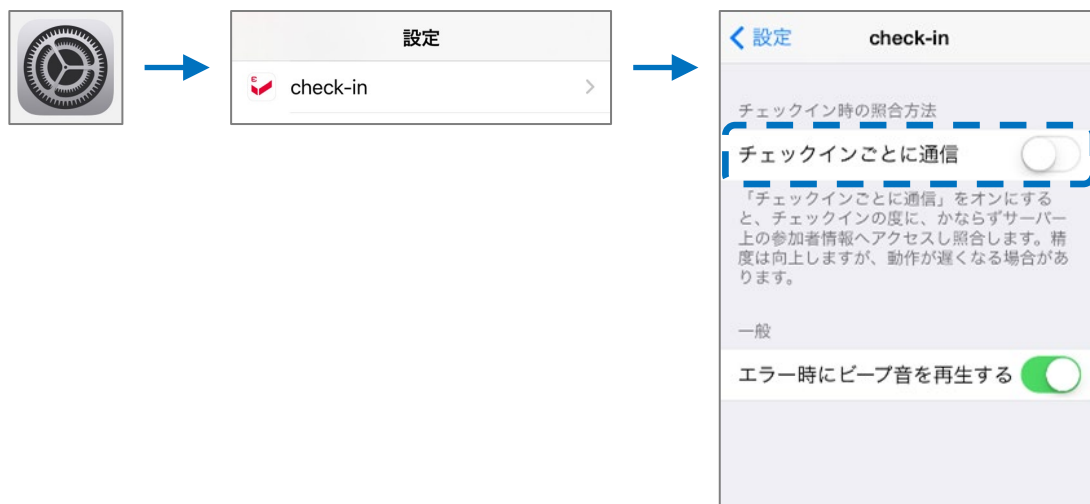 設定
check-in
設定
check-in
チェックイン時の照合方法
チェックインごとに通信
「チェックインごとに通信」をオンにする
と、チェックインの度に、かならずサーバー
上の参加者情報へアクセスし照合します。精
度は向上しますが、動作が遅くなる場合があ
ります。
一般
エラー時にビープ音を再生する